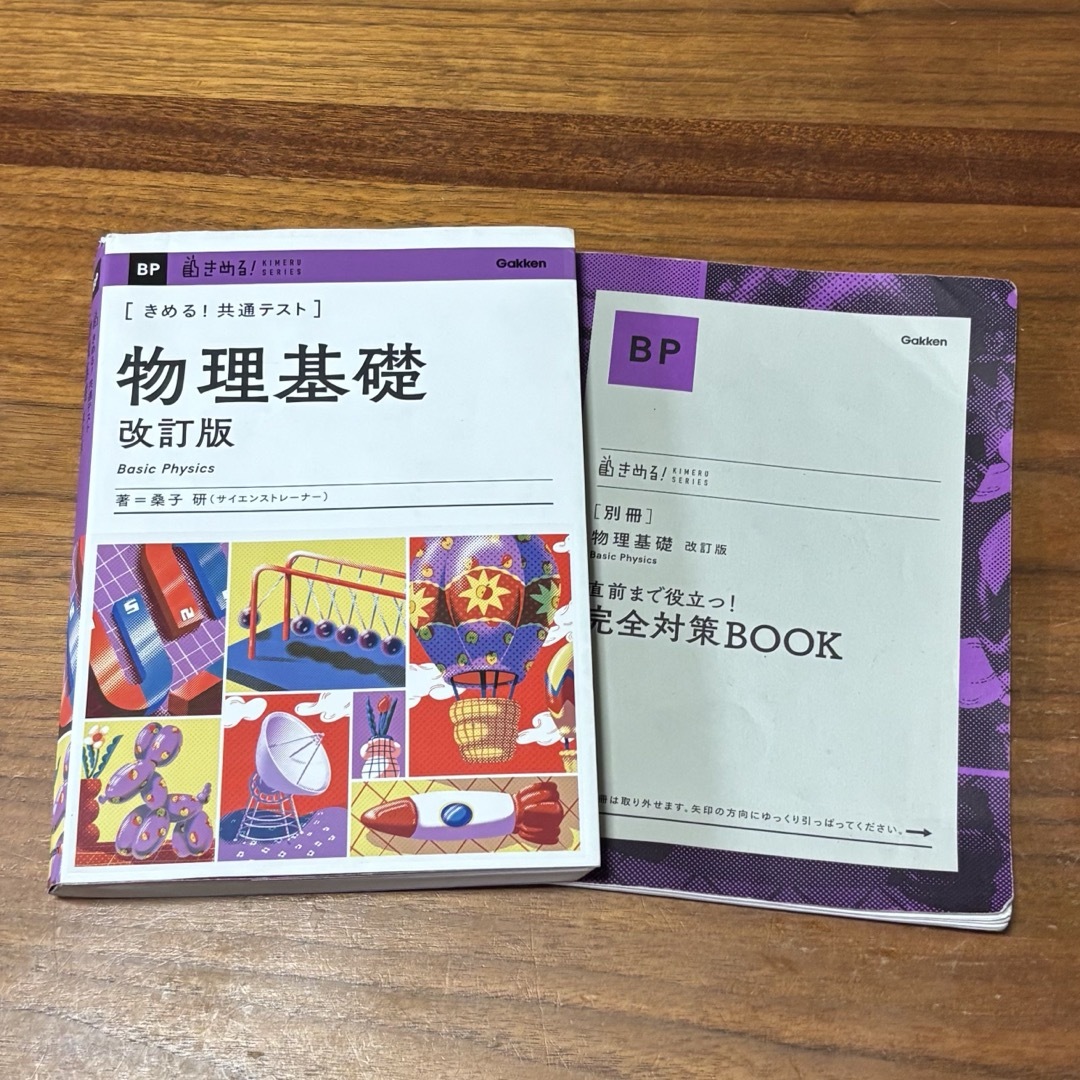 BP
きめる!
KIMERU
SERIES
Gakken
[きめる! 共通テスト]
物理基礎
改訂版
Basic Physics
著=桑子 研(サイエンストレーナー)
BP
Gakken
きめる!
KIMERU
SERIES
[別冊]
物理基礎 改訂版
Basic Physics
直前まで役立つ!
完全対策BOOK
冊は取り外せます。矢印の方向にゆっくり引っぱってください。